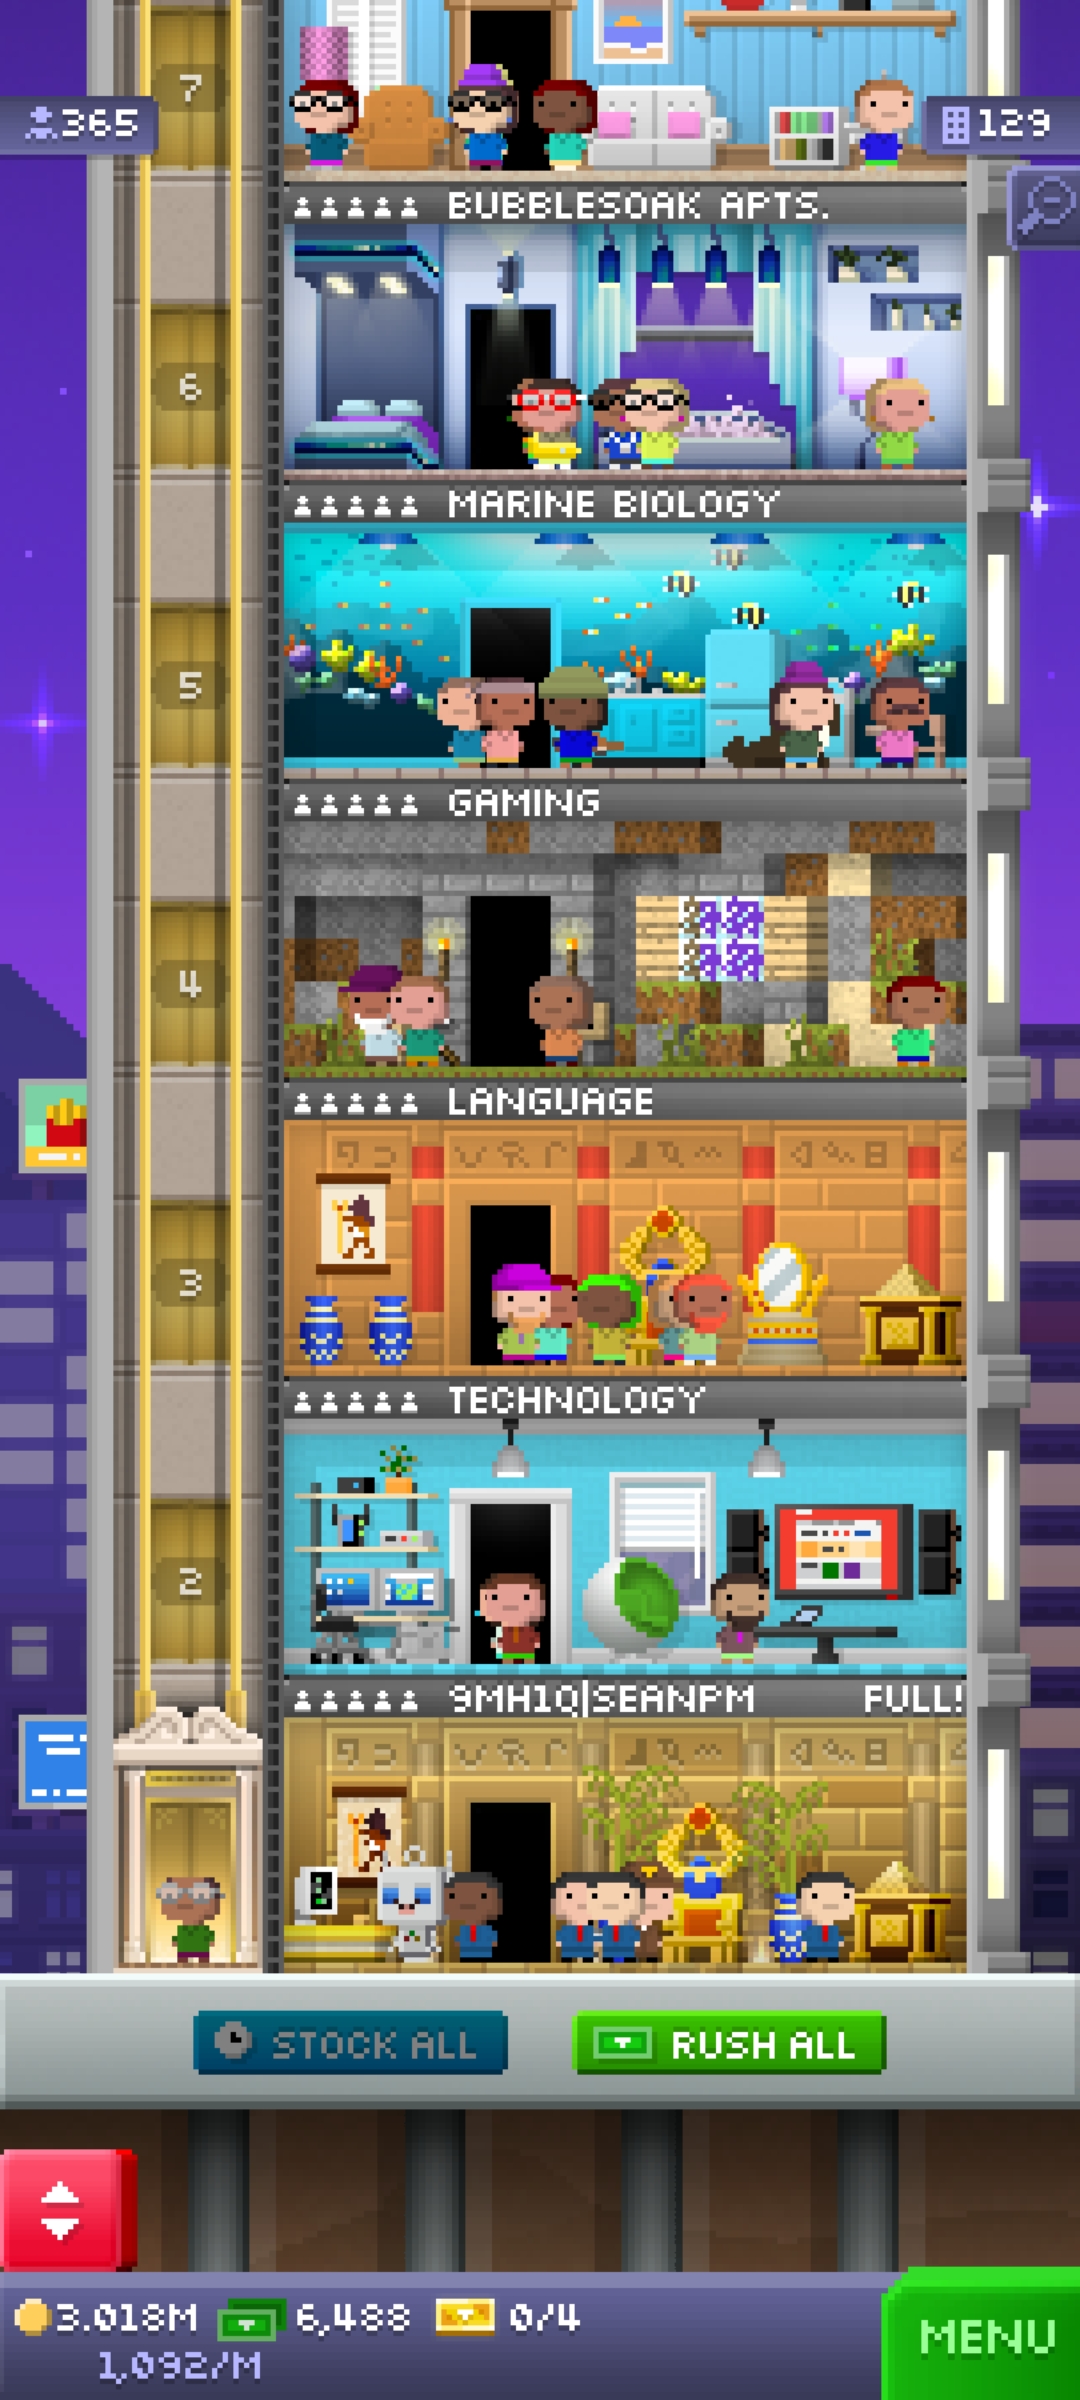 7
365
129
BUBBLESOAK APTS.
6
MARINE BIOLOGY
5
GAMING
4
LANGUAGE
3
TECHNOLOGY
2
9MH1Q|SEANPM FULL!
STOCK ALL
RUSH ALL
3.018M 6,488 0/4
1,092/M
MENU